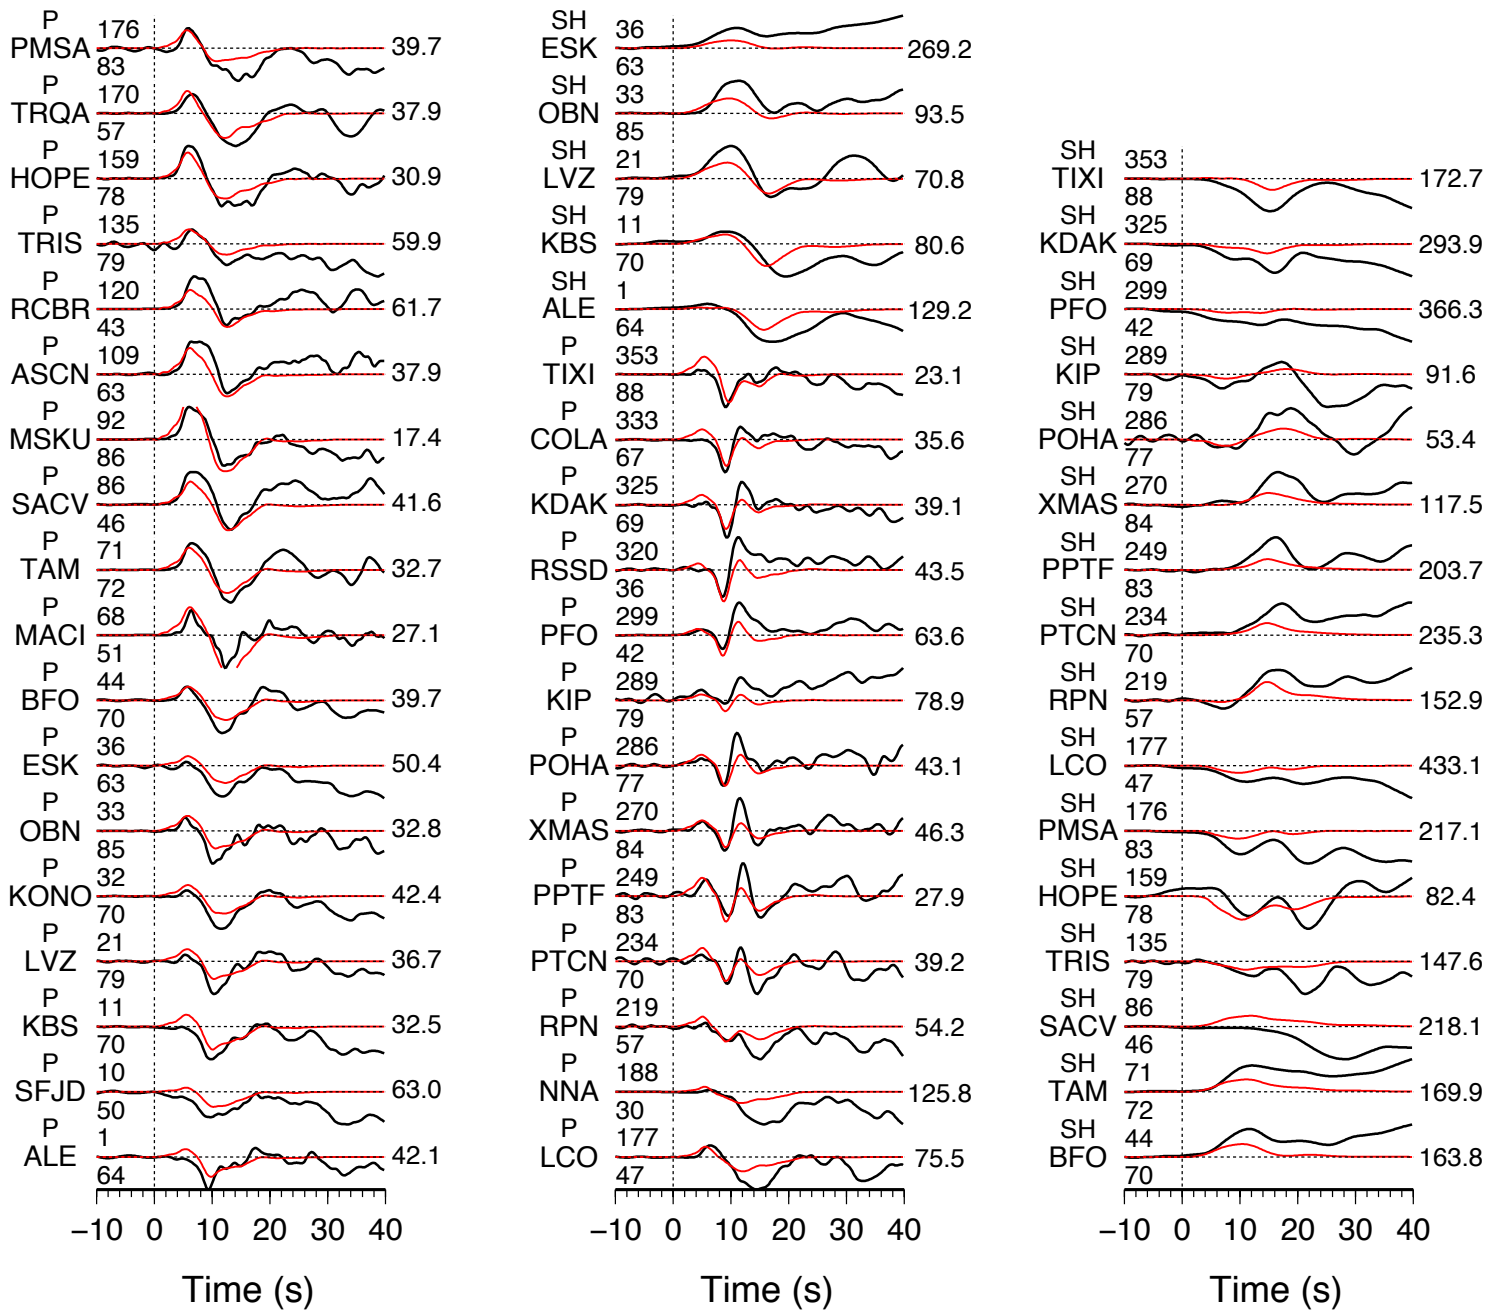 P
176
PMSA
39.7
83
P
170
TRQA
37.9
57
P
159
HOPE
30.9
78
P
135
TRIS
59.9
79
P
120
RCBR
61.7
43
P
109
ASCN
37.9
63
P
92
MSKU
17.4
86
P
86
SACV
41.6
46
P
71
TAM
32.7
72
P
68
MACI
27.1
51
P
44
BFO
39.7
70
P
36
ESK
50.4
63
P
33
OBN
32.8
85
P
32
KONO
42.4
70
P
21
LVZ
36.7
79
P
11
KBS
32.5
70
P
10
SFJD
63.0
50
P
1
ALE
42.1
64
−10 0 10 20 30 40
Time (s)
SH
36
ESK
269.2
63
SH
33
OBN
93.5
85
SH
21
LVZ
70.8
79
SH
11
KBS
80.6
70
SH
1
ALE
129.2
64
P
353
TIXI
23.1
88
P
333
COLA
35.6
67
P
325
KDAK
39.1
69
P
320
RSSD
43.5
36
P
299
PFO
63.6
42
P
289
KIP
78.9
79
P
286
POHA
43.1
77
P
270
XMAS
46.3
84
P
249
PPTF
27.9
83
P
234
PTCN
39.2
70
P
219
RPN
54.2
57
P
188
NNA
125.8
30
P
177
LCO
75.5
47
−10 0 10 20 30 40
Time (s)
SH
353
TIXI
172.7
88
SH
325
KDAK
293.9
69
SH
299
PFO
366.3
42
SH
289
KIP
91.6
79
SH
286
POHA
53.4
77
SH
270
XMAS
117.5
84
SH
249
PPTF
203.7
83
SH
234
PTCN
235.3
70
SH
219
RPN
152.9
57
SH
177
LCO
433.1
47
SH
176
PMSA
217.1
83
SH
159
HOPE
82.4
78
SH
135
TRIS
147.6
79
SH
86
SACV
218.1
46
SH
71
TAM
169.9
72
SH
44
BFO
163.8
70
−10 0 10 20 30 40
Time (s)